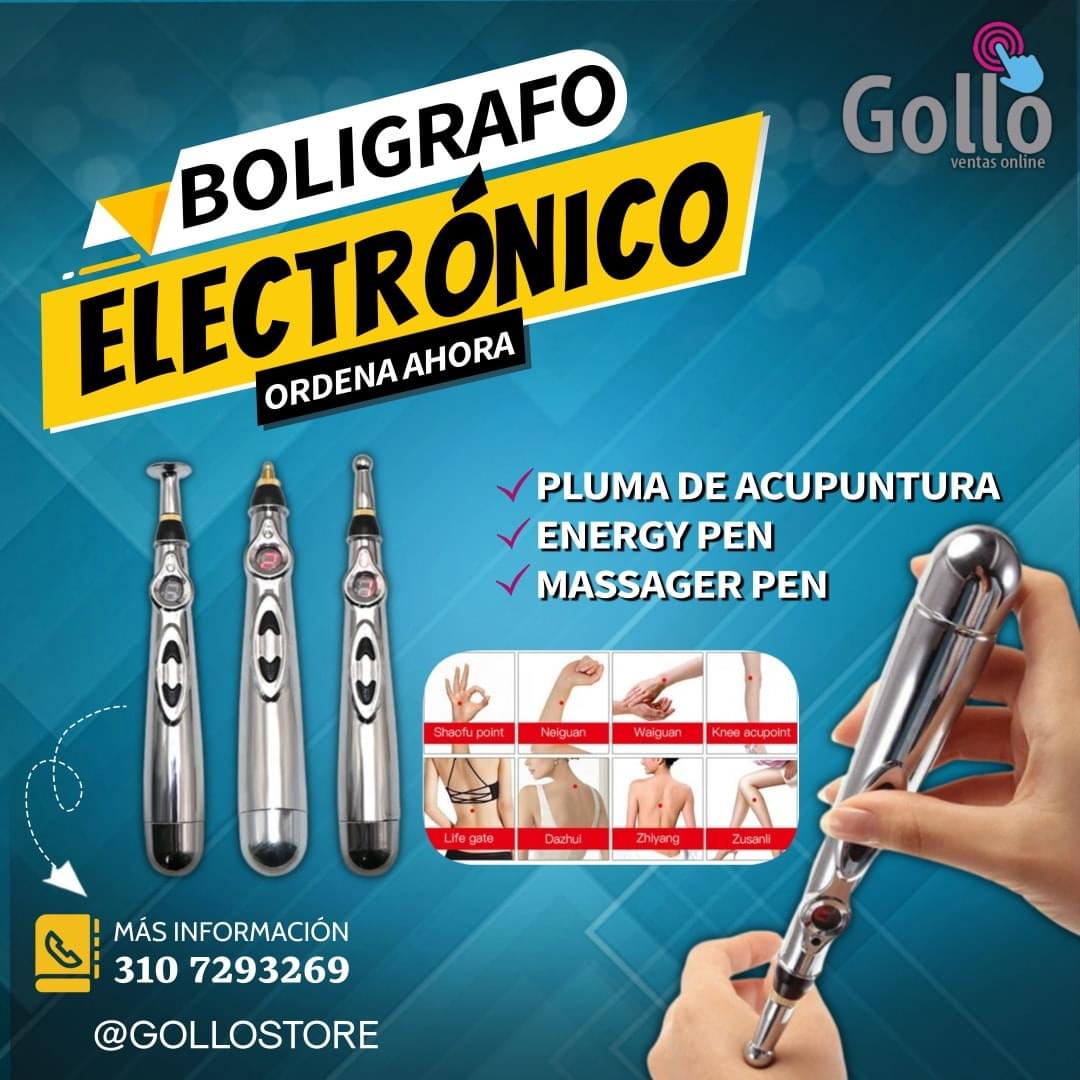 Gollo
ventas online
BOLIGRAFO
ELECTRÓNICO
ORDENA AHORA
PLUMA DE ACUPUNTURA
ENERGY PEN
MASSAGER PEN
Shaofu point
Neiguan
Waiguan
Knee acupoint
Life gate
Dazhui
Zhiyang
Zusanli
MÁS INFORMACIÓN
310 7293269
@GOLLOSTORE